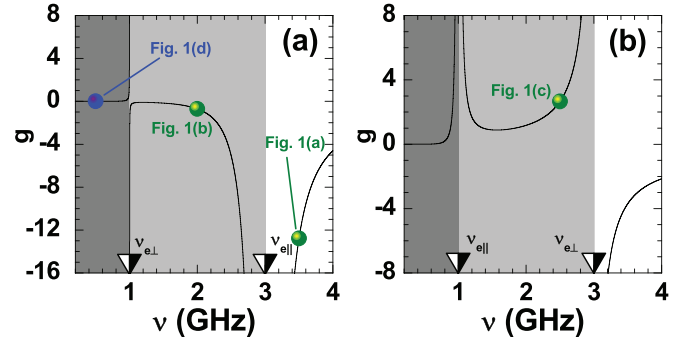 (a)
(b)
8
4
0
-4
-8
-12
-16
g
Fig. 1(d)
Fig. 1(b)
Fig. 1(a)
νe⊥
νe||
1
2
3
4
ν (GHz)
8
4
0
-4
-8
g
Fig. 1(c)
νe||
νe⊥
1
2
3
4
ν (GHz)